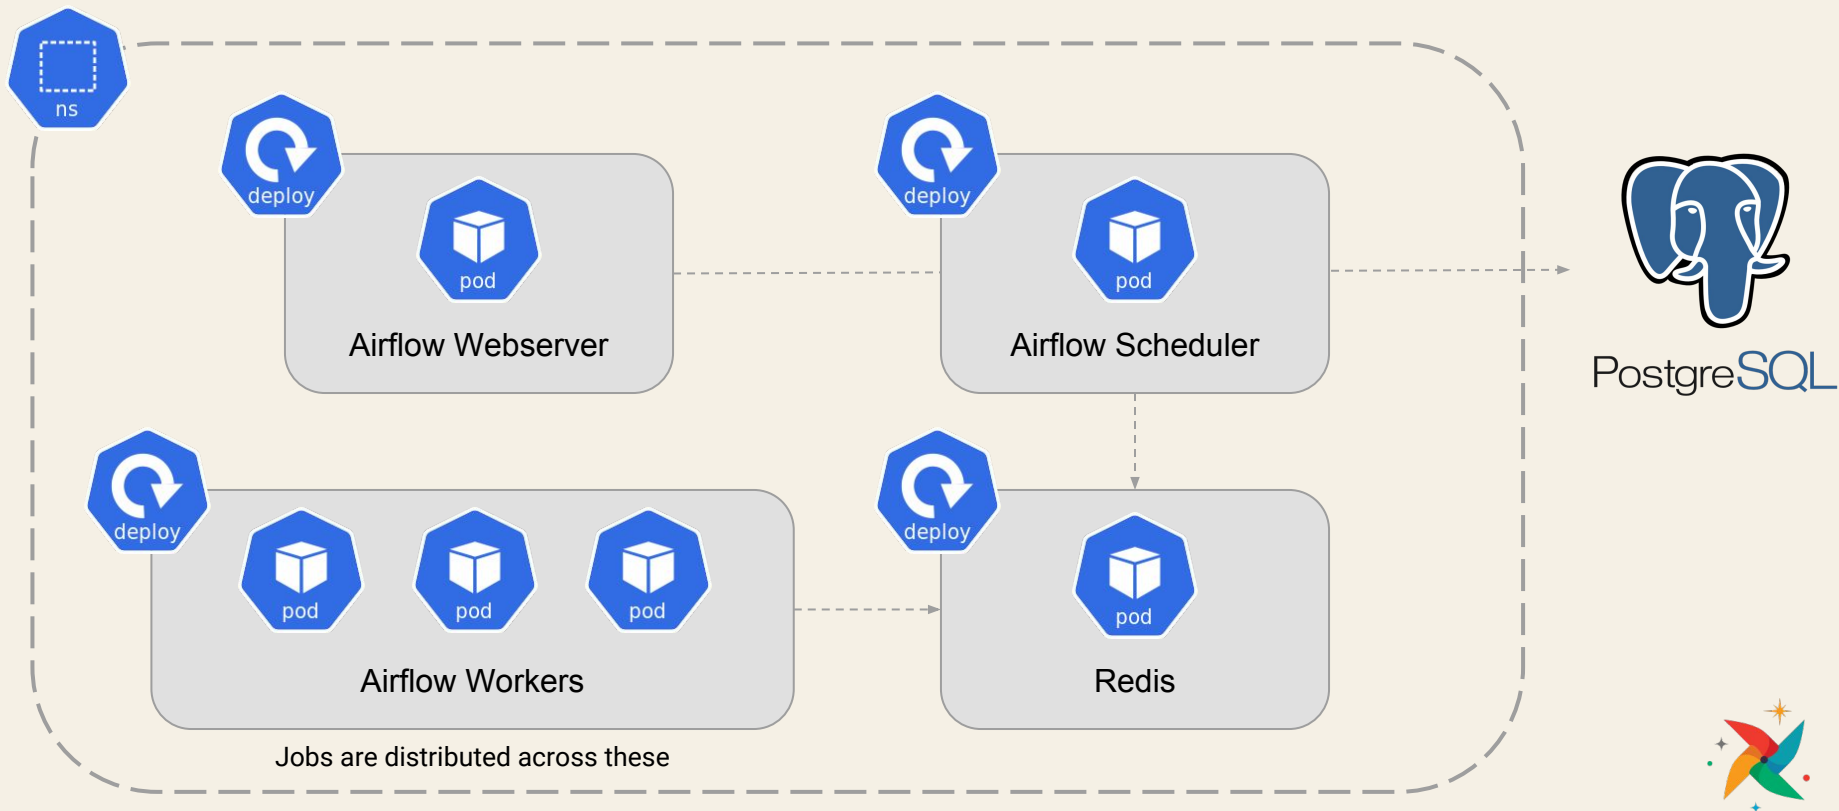 ns
deploy
pod
Airflow Webserver
deploy
pod
Airflow Scheduler
PostgreSQL
deploy
pod
pod
pod
Airflow Workers
Jobs are distributed across these
deploy
pod
Redis